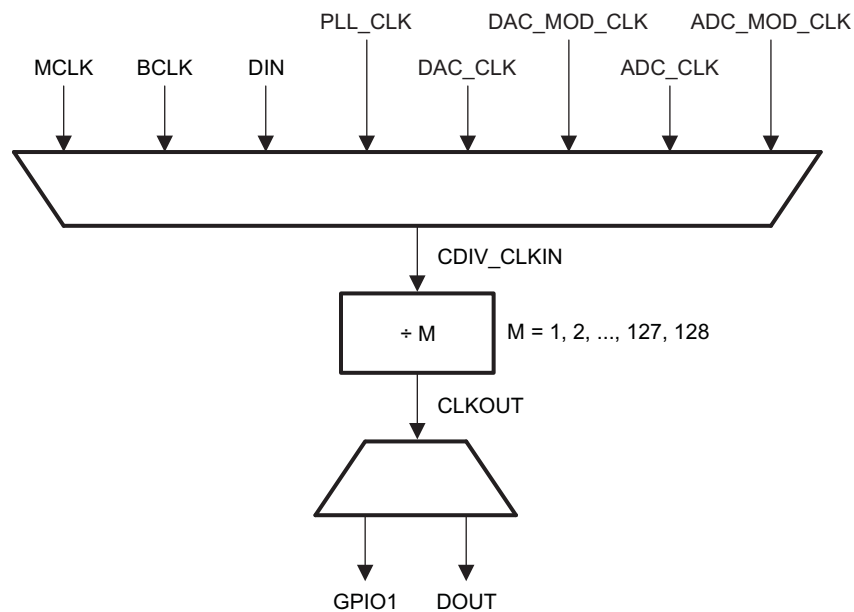 PLL_CLK DAC_MOD_CLK ADC_MOD_CLK
MCLK BCLK DIN DAC_CLK ADC_CLK
CDIV_CLKIN
÷ M M = 1, 2, ..., 127, 128
CLKOUT
GPIO1 DOUT